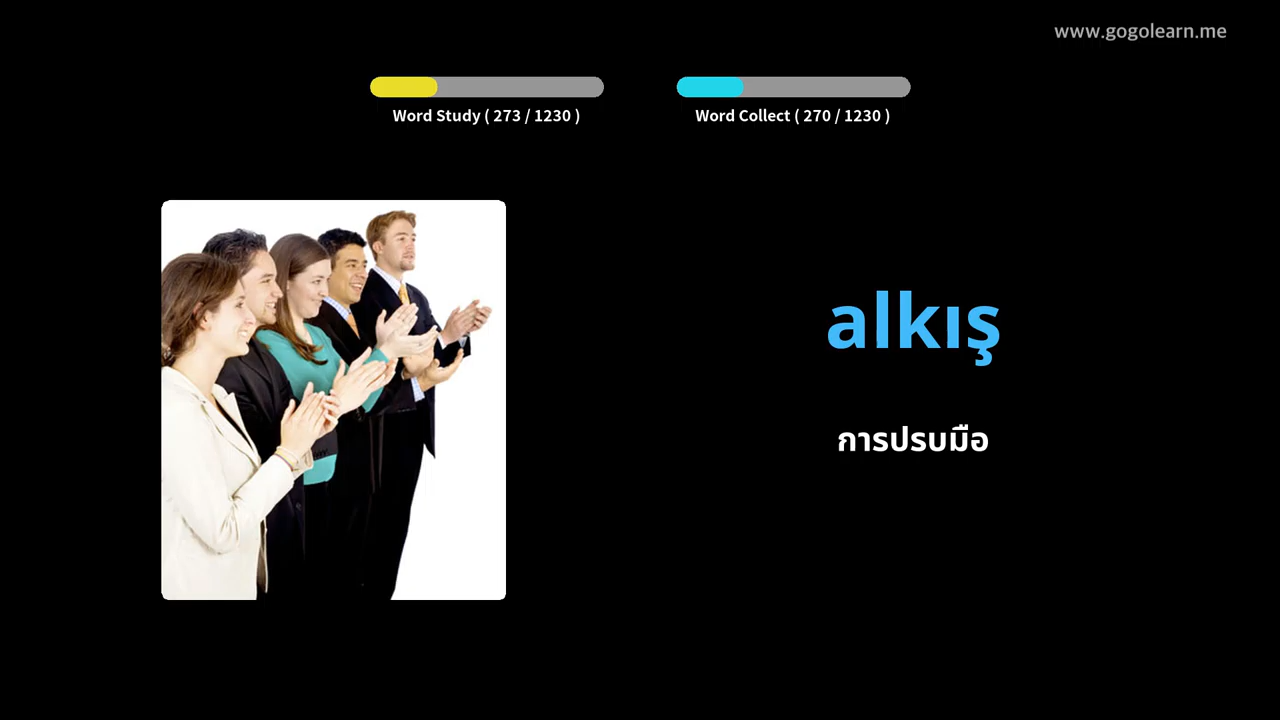 www.gogolearn.me
Word Study ( 273 / 1230 )
Word Collect ( 270 / 1230 )
alkış
การปรบมือ